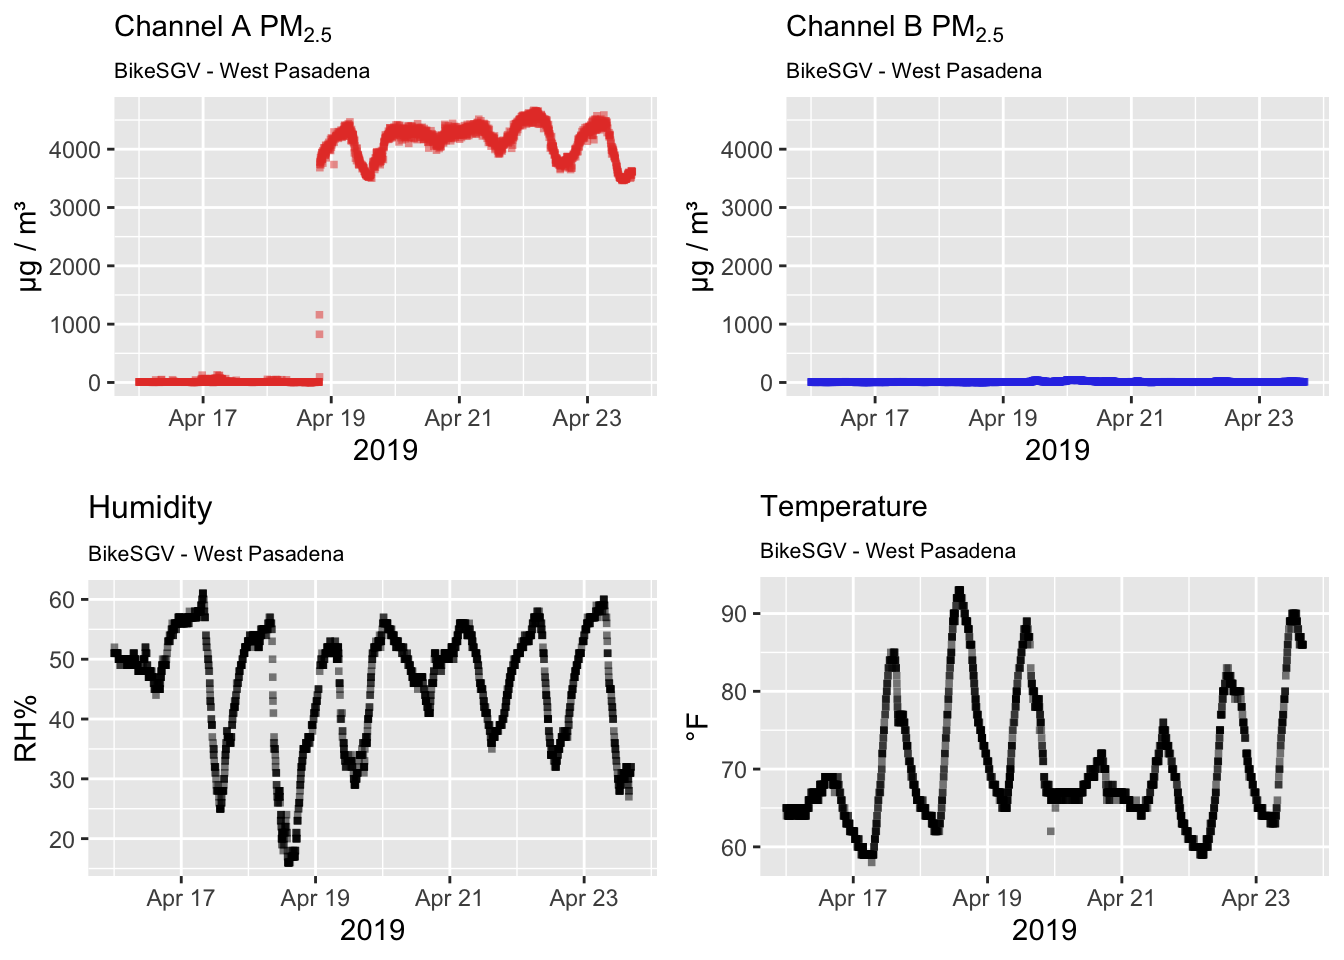 Channel A PM2.5
BikeSGV - West Pasadena
4000
3000
2000
1000
0
µg / m³
Apr 17 Apr 19 Apr 21 Apr 23
2019
Channel B PM2.5
BikeSGV - West Pasadena
4000
3000
2000
1000
0
µg / m³
Apr 17 Apr 19 Apr 21 Apr 23
2019
Humidity
BikeSGV - West Pasadena
60
50
40
30
20
RH%
Apr 17 Apr 19 Apr 21 Apr 23
2019
Temperature
BikeSGV - West Pasadena
90
80
70
60
°F
Apr 17 Apr 19 Apr 21 Apr 23
2019